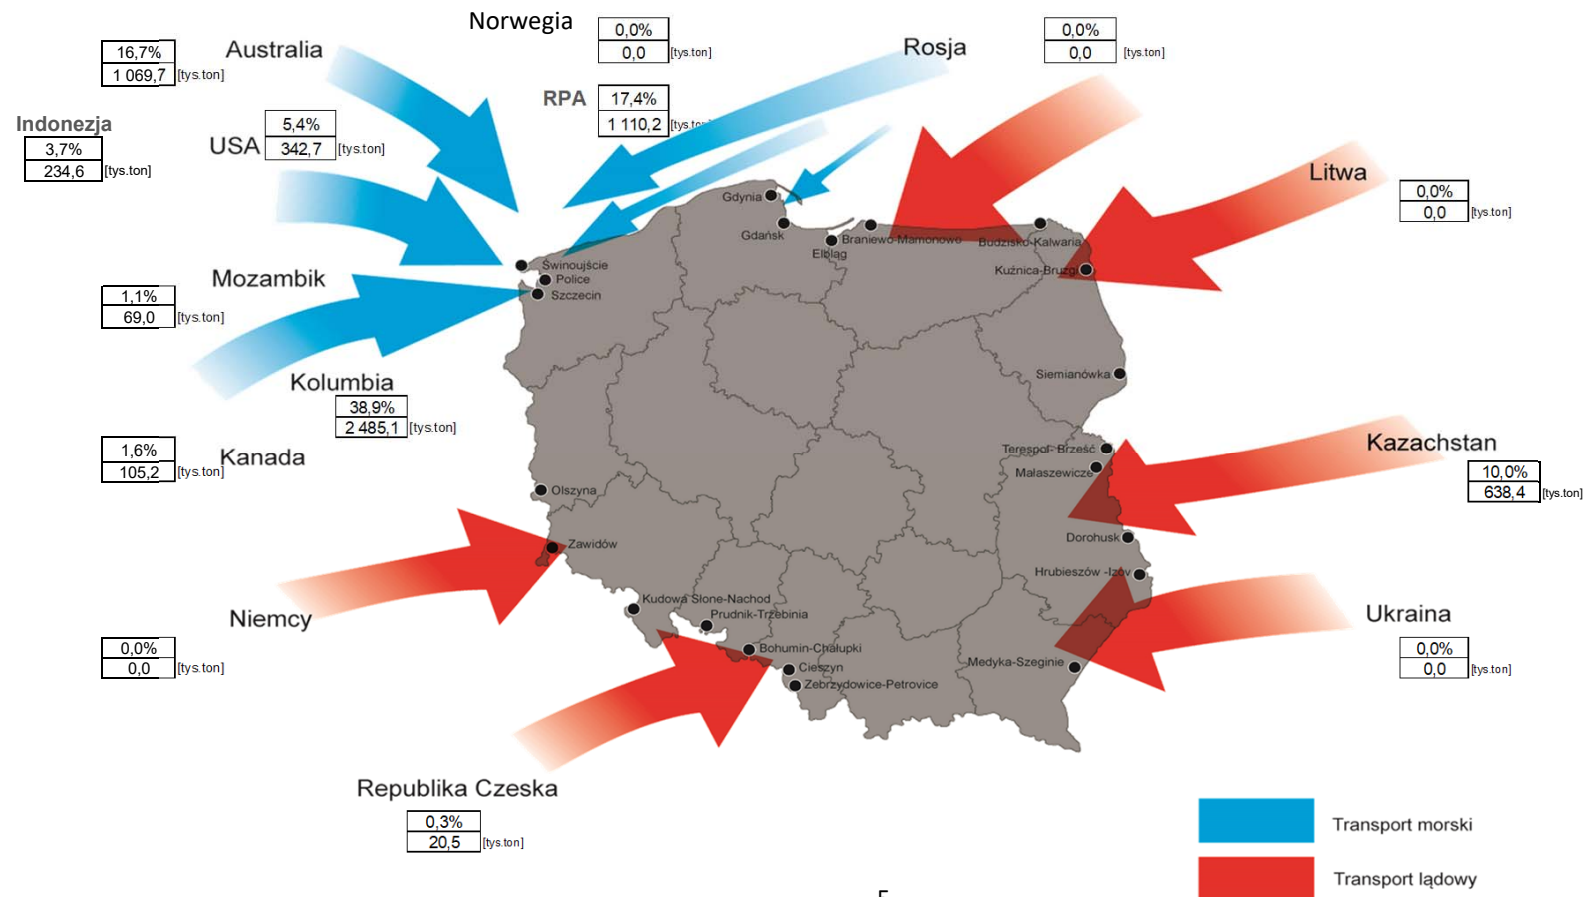 Norwegia
0,0%
0,0 [tys.ton]
Rosja
0,0%
0,0 [tys.ton]
Australia
16,7%
1 069,7 [tys.ton]
RPA
17,4%
1 110,2 [tys.ton]
Indonezja
3,7%
234,6 [tys.ton]
USA
5,4%
342,7 [tys.ton]
Litwa
0,0%
0,0 [tys.ton]
Gdynia
Gdańsk
Elbląg
Braniewo-Mamonowo
Budzisko-Kalwaria
Kuźnica-Bruzgi
Świnoujście
Police
Szczecin
Mozambik
1,1%
69,0 [tys.ton]
Kolumbia
38,9%
2 485,1 [tys.ton]
Siemianówka
Kanada
1,6%
105,2 [tys.ton]
Terespol- Brześć
Małaszewicze
Kazachstan
10,0%
638,4 [tys.ton]
Olszyna
Zawidów
Dorohusk
Hrubieszów -Izov
Niemcy
0,0%
0,0 [tys.ton]
Kudowa Słone-Nachod
Prudnik-Trzebinia
Bohumin-Chałupki
Cieszyn
Zebrzydowice-Petrovice
Medyka-Szeginie
Ukraina
0,0%
0,0 [tys.ton]
Republika Czeska
0,3%
20,5 [tys.ton]
Transport morski
Transport lądowy